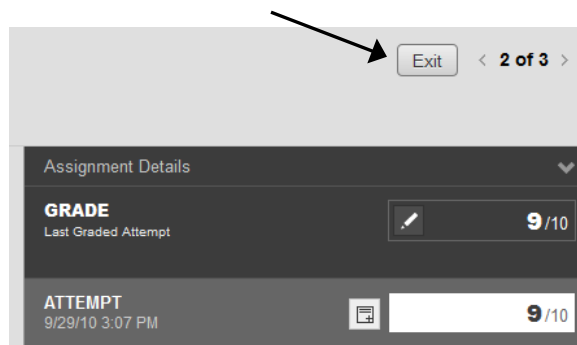 Exit < 2 of 3 >
Assignment Details
GRADE
Last Graded Attempt
9/10
ATTEMPT
9/29/10 3:07 PM
9/10